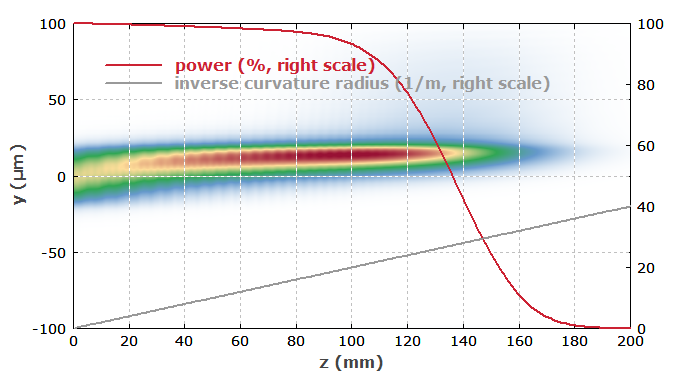 100
50
0
-50
-100
y (µm)
power (%, right scale)
inverse curvature radius (1/m, right scale)
100
80
60
40
20
0
0 20 40 60 80 100 120 140 160 180 200
z (mm)